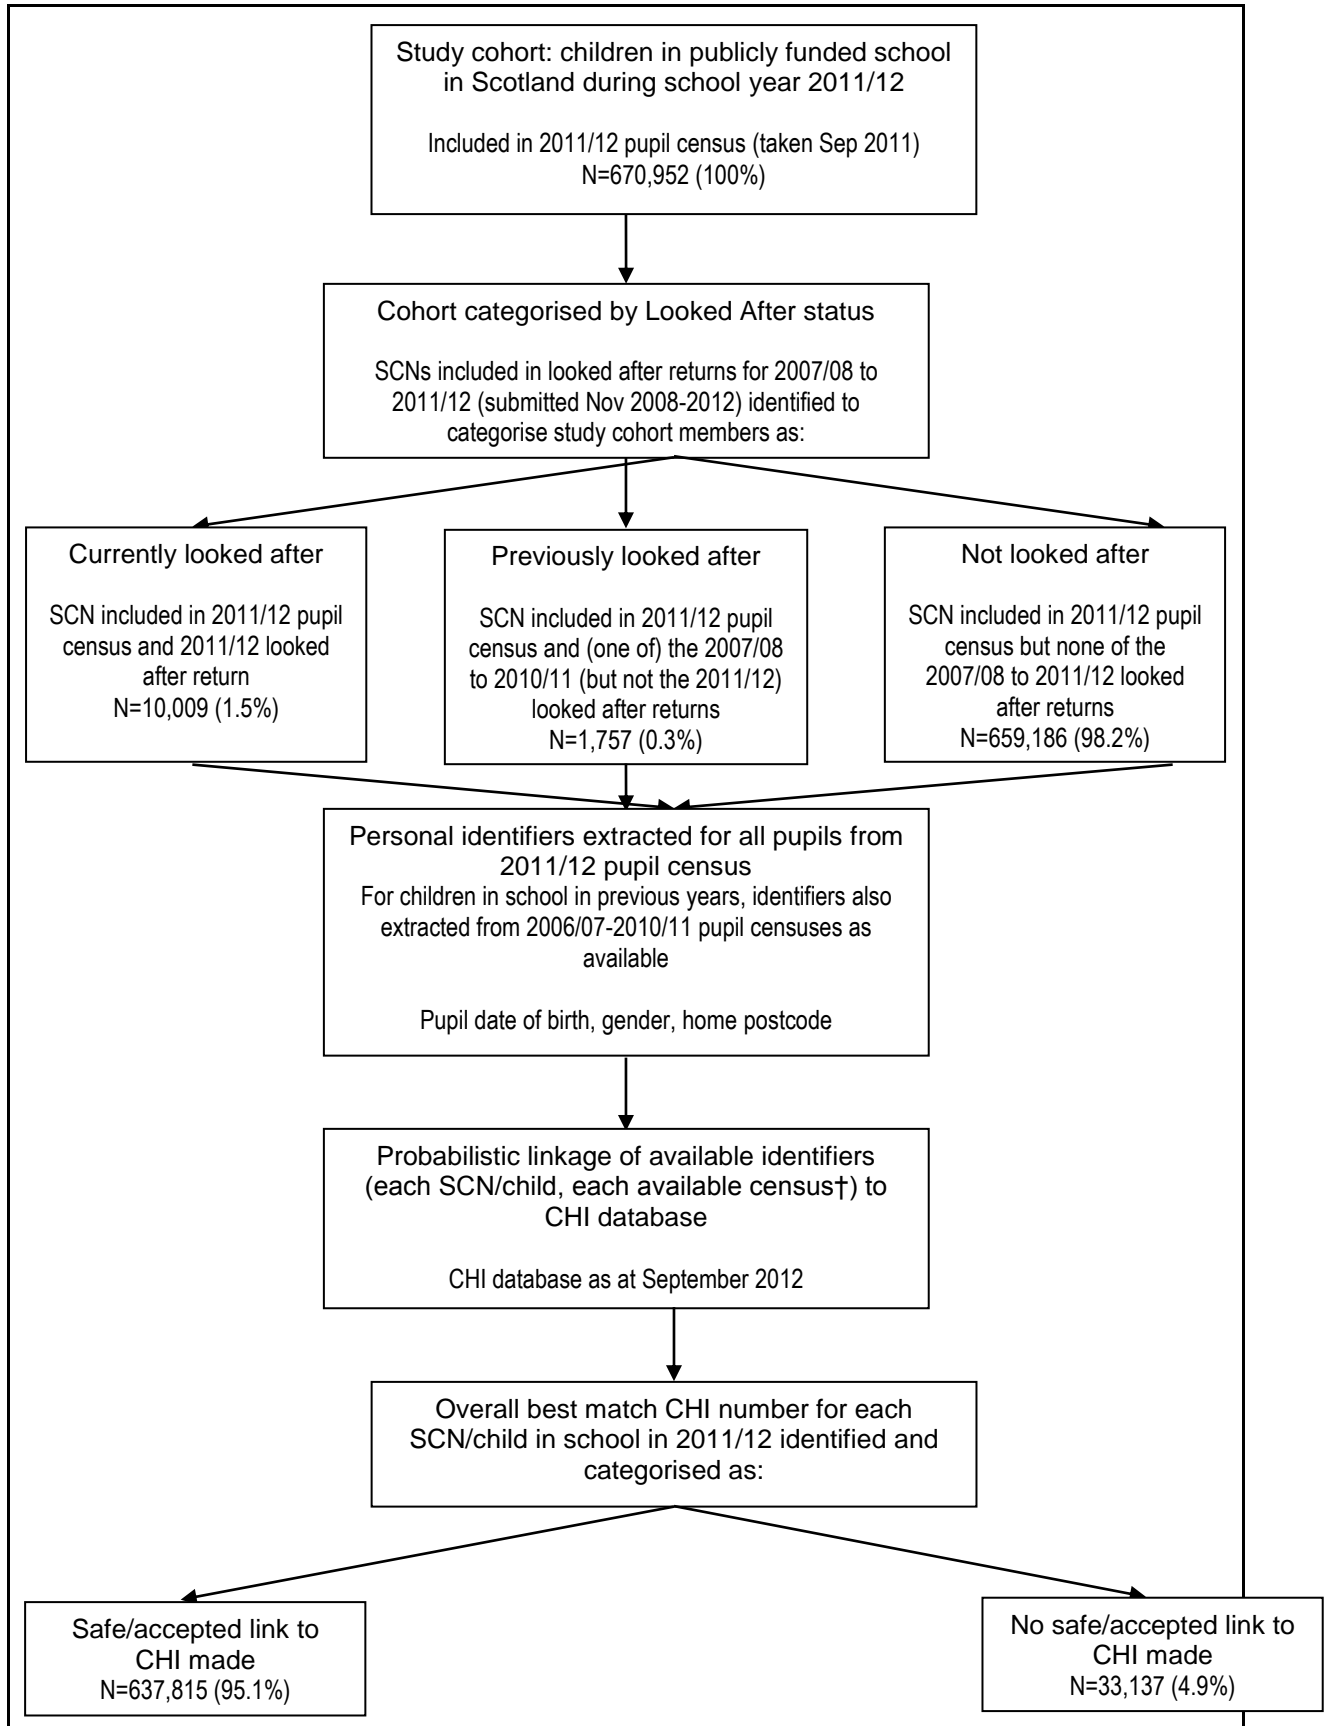 Study cohort: children in publicly funded school
in Scotland during school year 2011/12
Included in 2011/12 pupil census (taken Sep 2011)
N=670,952 (100%)
Cohort categorised by Looked After status
SCNs included in looked after returns for 2007/08 to
2011/12 (submitted Nov 2008-2012) identified to
categorise study cohort members as:
Currently looked after
SCN included in 2011/12 pupil
census and 2011/12 looked
after return
N=10,009 (1.5%)
Previously looked after
SCN included in 2011/12 pupil
census and (one of) the 2007/08
to 2010/11 (but not the 2011/12)
looked after returns
N=1,757 (0.3%)
Not looked after
SCN included in 2011/12 pupil
census but none of the
2007/08 to 2011/12 looked
after returns
N=659,186 (98.2%)
Personal identifiers extracted for all pupils from
2011/12 pupil census
For children in school in previous years, identifiers also
extracted from 2006/07-2010/11 pupil censuses as
available
Pupil date of birth, gender, home postcode
Probabilistic linkage of available identifiers
(each SCN/child, each available census†) to
CHI database
CHI database as at September 2012
Overall best match CHI number for each
SCN/child in school in 2011/12 identified and
categorised as:
Safe/accepted link to
CHI made
N=637,815 (95.1%)
No safe/accepted link to
CHI made
N=33,137 (4.9%)